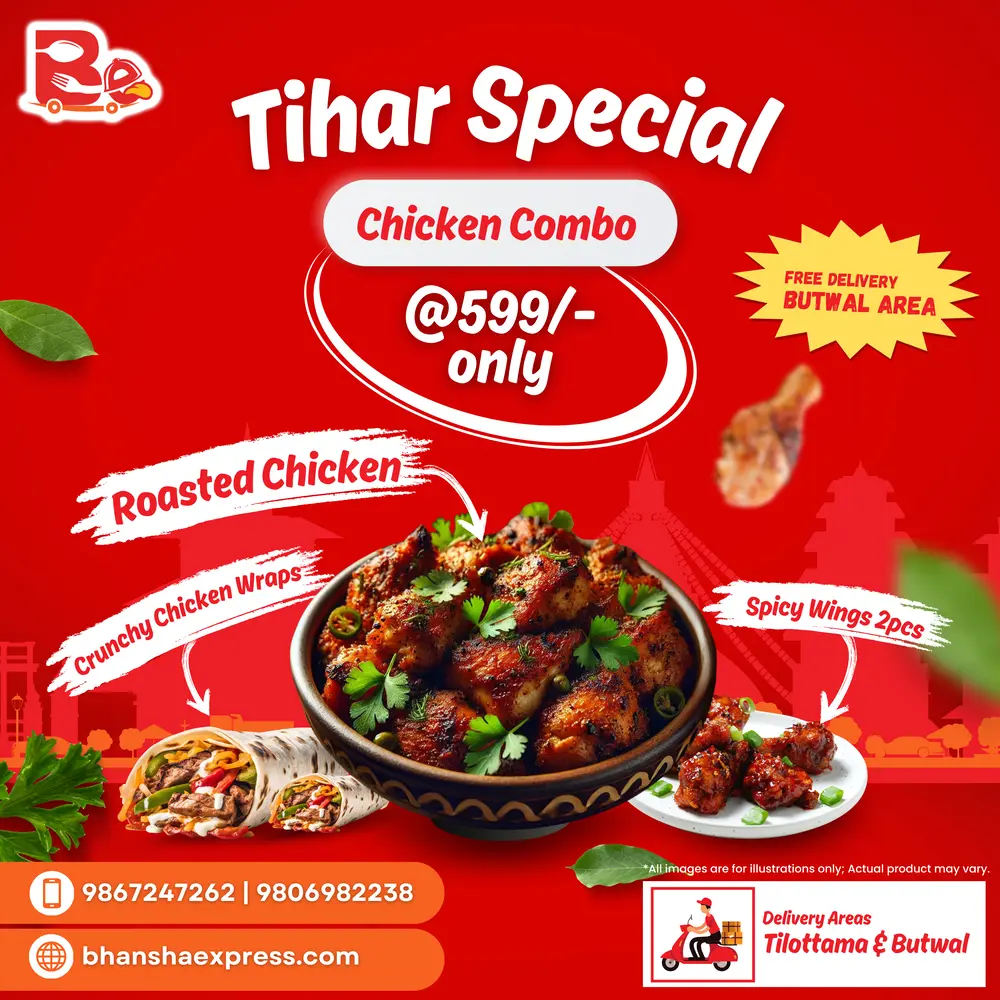 Be
Tihar Special
Chicken Combo
@599/-
only
FREE DELIVERY
BUTWAL AREA
Roasted Chicken
Crunchy Chicken Wraps
Spicy Wings 2pcs
*All images are for illustrations only; Actual product may vary.
9867247262 | 9806982238
bhanshaexpress.com
Delivery Areas
Tilottama & Butwal